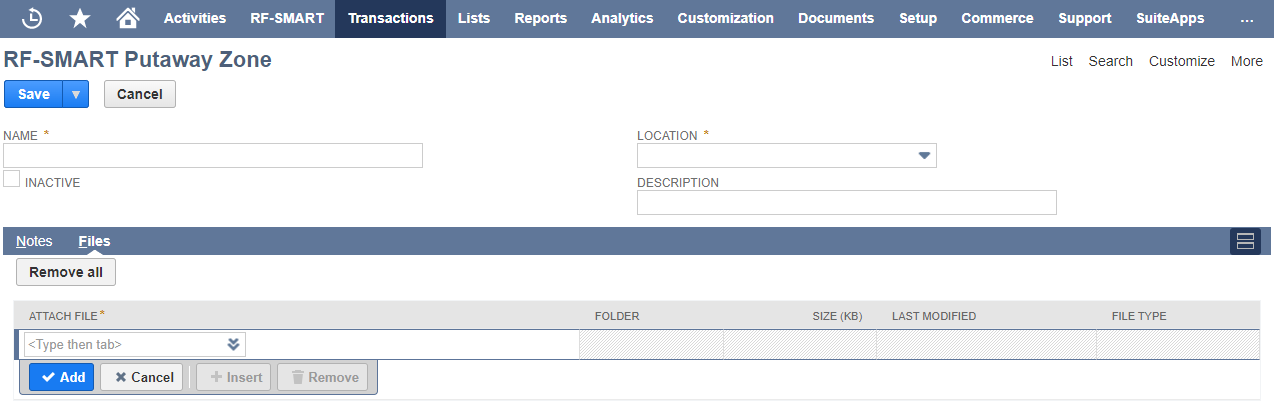 Activities RF-SMART Transactions Lists Reports Analytics Customization Documents Setup Commerce Support SuiteApps ...
RF-SMART Putaway Zone
List Search Customize More
Save Cancel
NAME * LOCATION *
INACTIVE
DESCRIPTION
Notes Files
Remove all
ATTACH FILE* FOLDER SIZE (KB) LAST MODIFIED FILE TYPE
<Type then tab>
Add Cancel Insert Remove